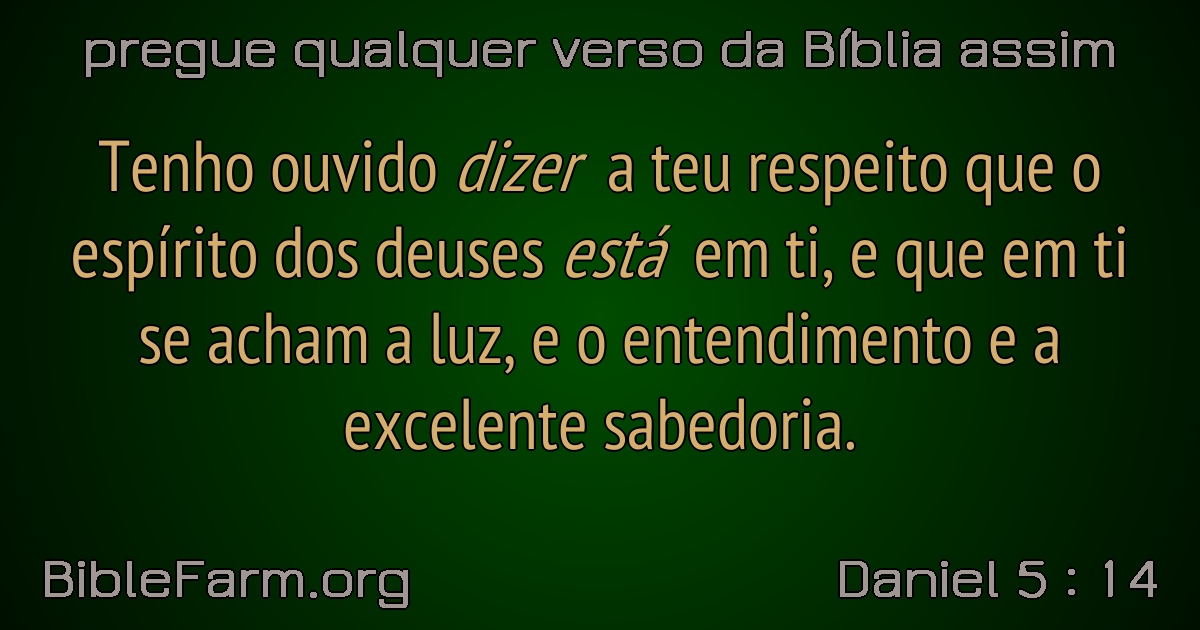 pregue qualquer verso da Bíblia assim
Tenho ouvido dizer a teu respeito que o
espírito dos deuses está em ti, e que em ti
se acham a luz, e o entendimento e a
excelente sabedoria.
BibleFarm.org
Daniel 5 : 14